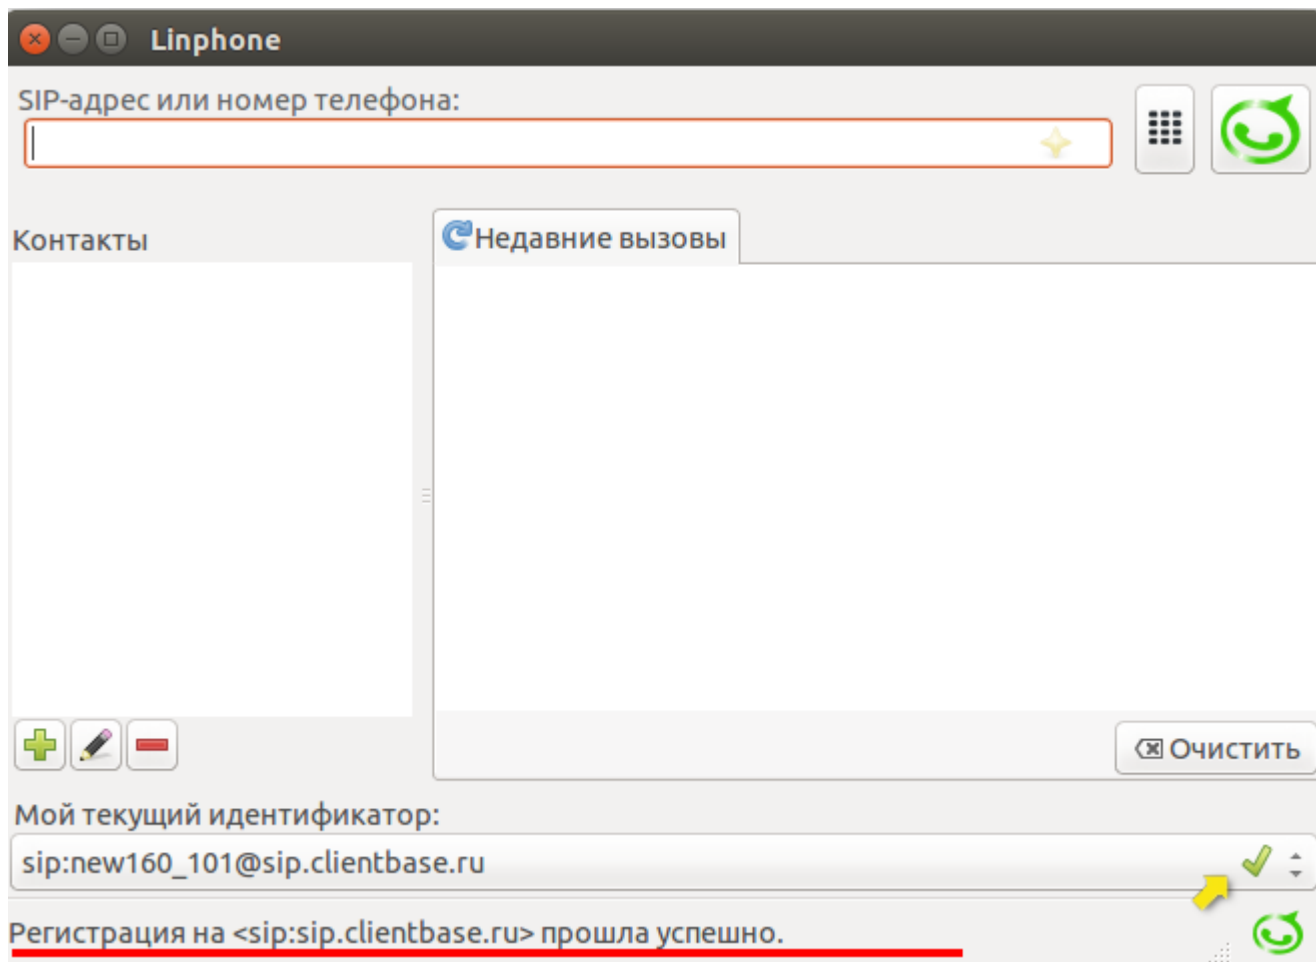 Linphone
SIP-адрес или номер телефона:
Контакты
Недавние вызовы
Очистить
Мой текущий идентификатор:
sip:new160_101@sip.clientbase.ru
Регистрация на <sip:sip.clientbase.ru> прошла успешно.